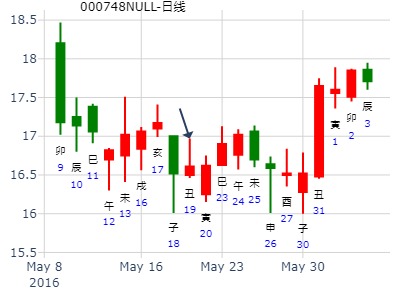 000748NULL-日线
18.5
18
17.5
17
16.5
16
15.5
卯
9
辰
10
巳
11
午
12
未
13
戌
16
亥
17
子
18
丑
19
寅
20
巳
23
午
24
未
25
申
26
酉
27
子
30
丑
31
寅
1
卯
2
辰
3
May 8
2016
May 16
May 23
May 30